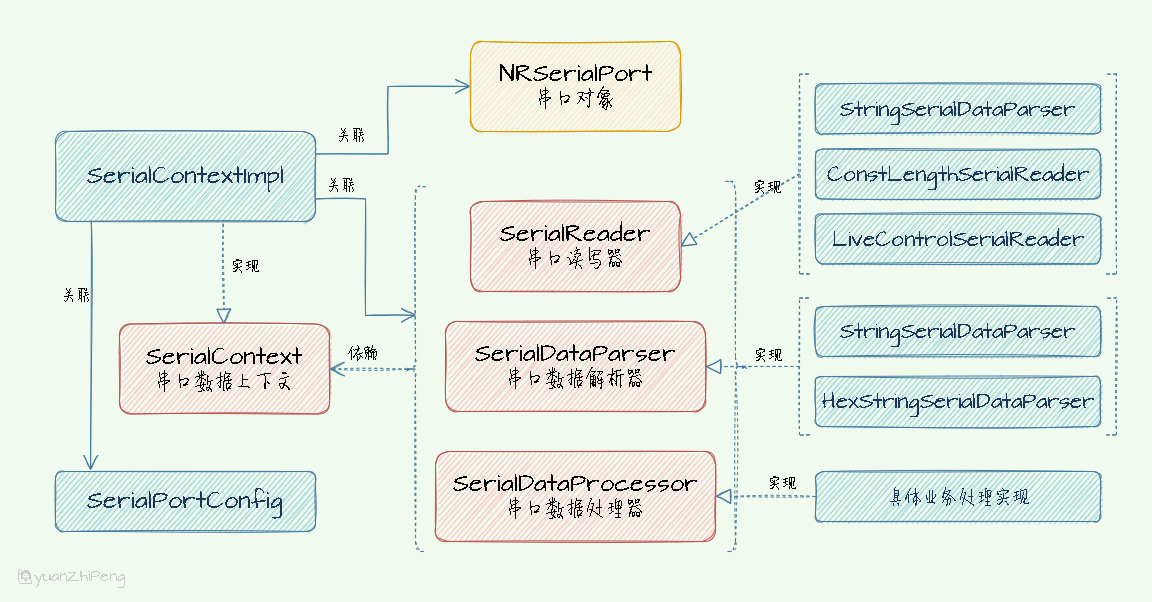 NRSerialPort
串口对象
StringSerialDataParser
关联
SerialContextImpl
ConstLengthSerialReader
关联
实现
SerialReader
串口读写器
LiveControlSerialReader
实现
关联
SerialContext
串口数据上下文
依赖
SerialDataParser
串口数据解析器
实现
StringSerialDataParser
HexStringSerialDataParser
SerialPortConfig
SerialDataProcessor
串口数据处理器
实现
具体业务处理实现
yuanZhiPeng